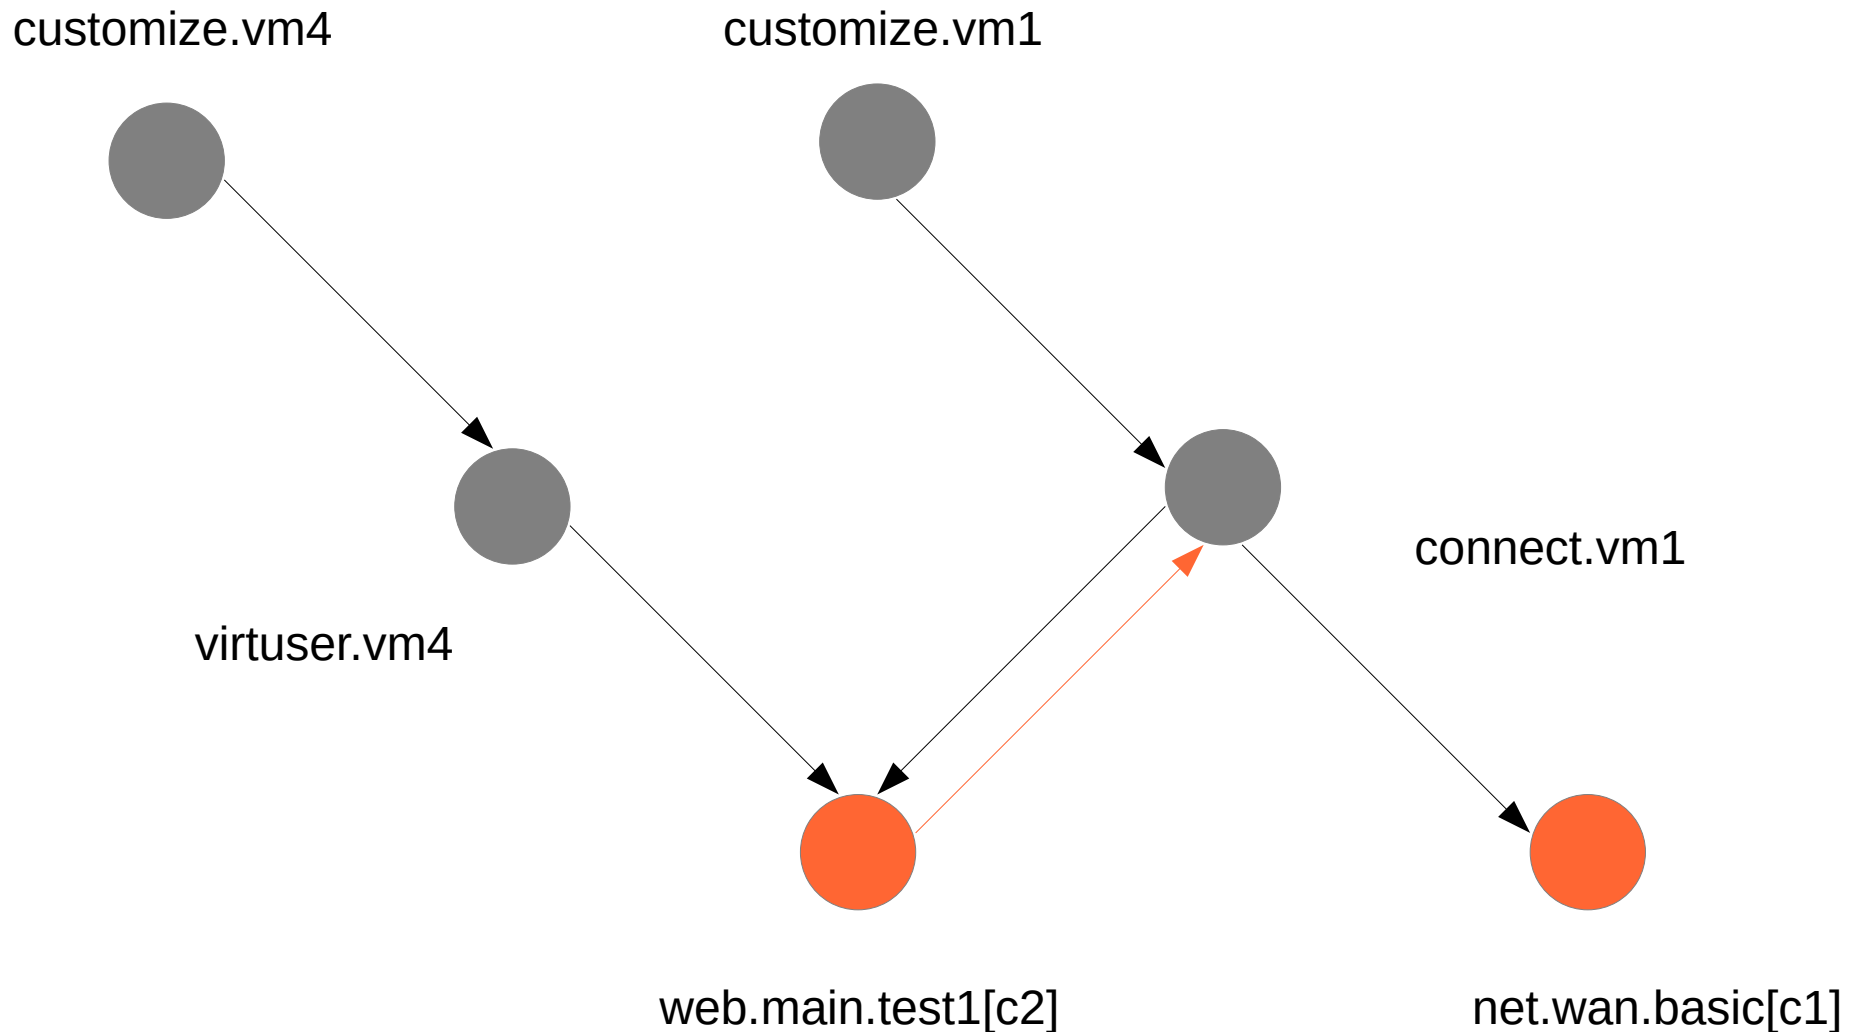 customize.vm4
customize.vm1
connect.vm1
virtuser.vm4
web.main.test1[c2]
net.wan.basic[c1]